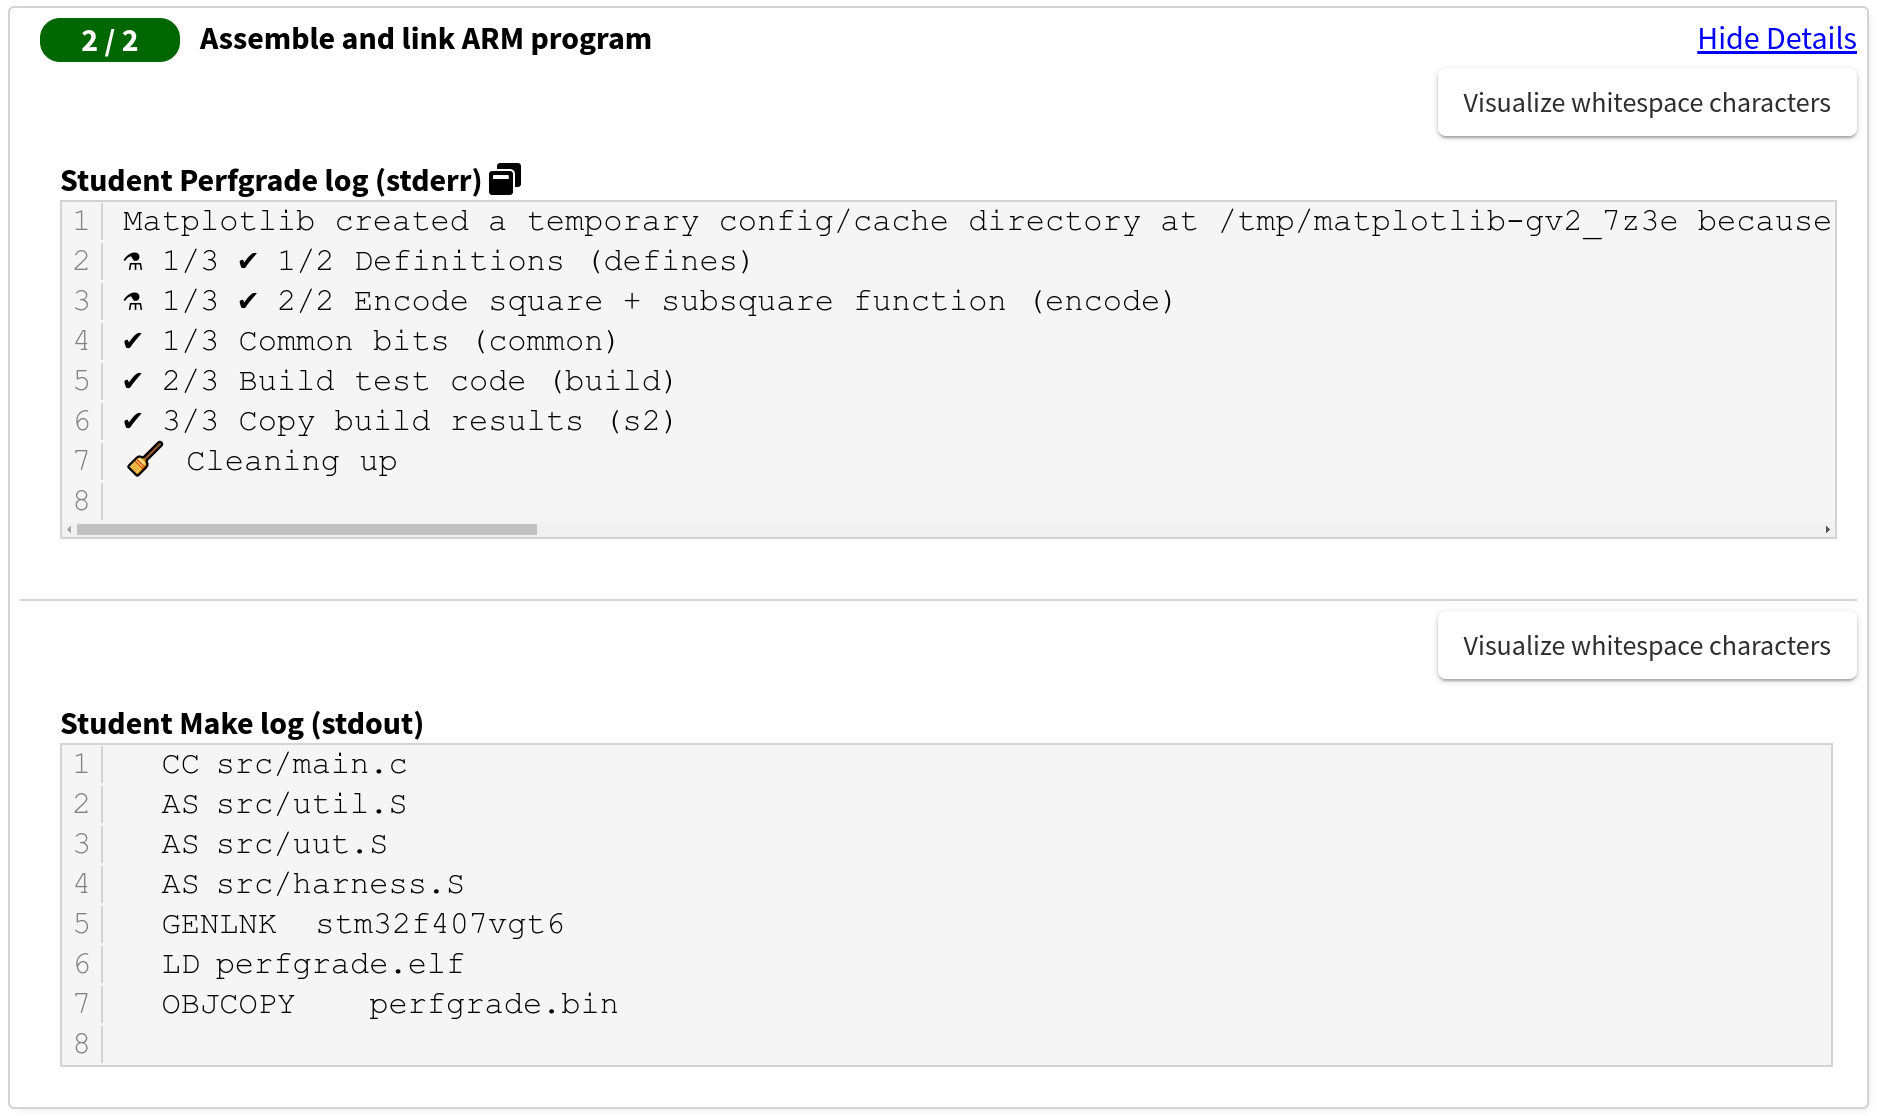 2 / 2 Assemble and link ARM program Hide Details
Visualize whitespace characters
Student Perfgrade log (stderr)
1 Matplotlib created a temporary config/cache directory at /tmp/matplotlib-gv2_7z3e because
2 ⚗ 1/3 ✔ 1/2 Definitions (defines)
3 ⚗ 1/3 ✔ 2/2 Encode square + subsquare function (encode)
4 ✔ 1/3 Common bits (common)
5 ✔ 2/3 Build test code (build)
6 ✔ 3/3 Copy build results (s2)
7 🧹 Cleaning up
8
Visualize whitespace characters
Student Make log (stdout)
1 CC src/main.c
2 AS src/util.S
3 AS src/uut.S
4 AS src/harness.S
5 GENLNK  stm32f407vgt6
6 LD perfgrade.elf
7 OBJCOPY    perfgrade.bin
8